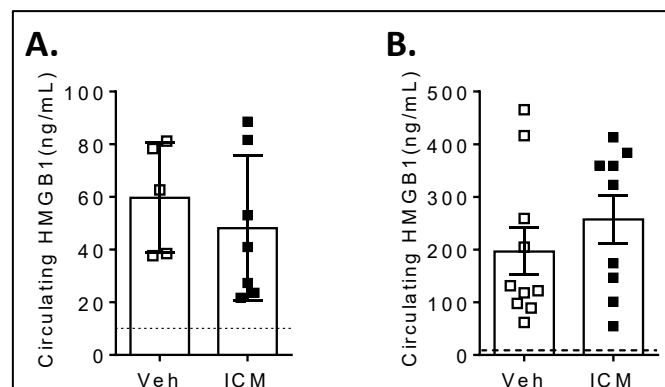 A.
Circulating HMGB1(ng/mL)
100
80
60
40
20
0
Veh ICM
B.
Circulating HMGB1(ng/mL)
500
400
300
200
100
0
Veh ICM